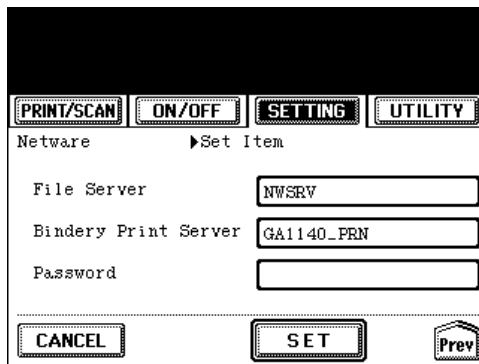 PRINT/SCAN ON/OFF SETTING UTILITY
Netware ▶Set Item
File Server NWSRV
Bindery Print Server GA1140_PRN
Password
CANCEL SET Prev